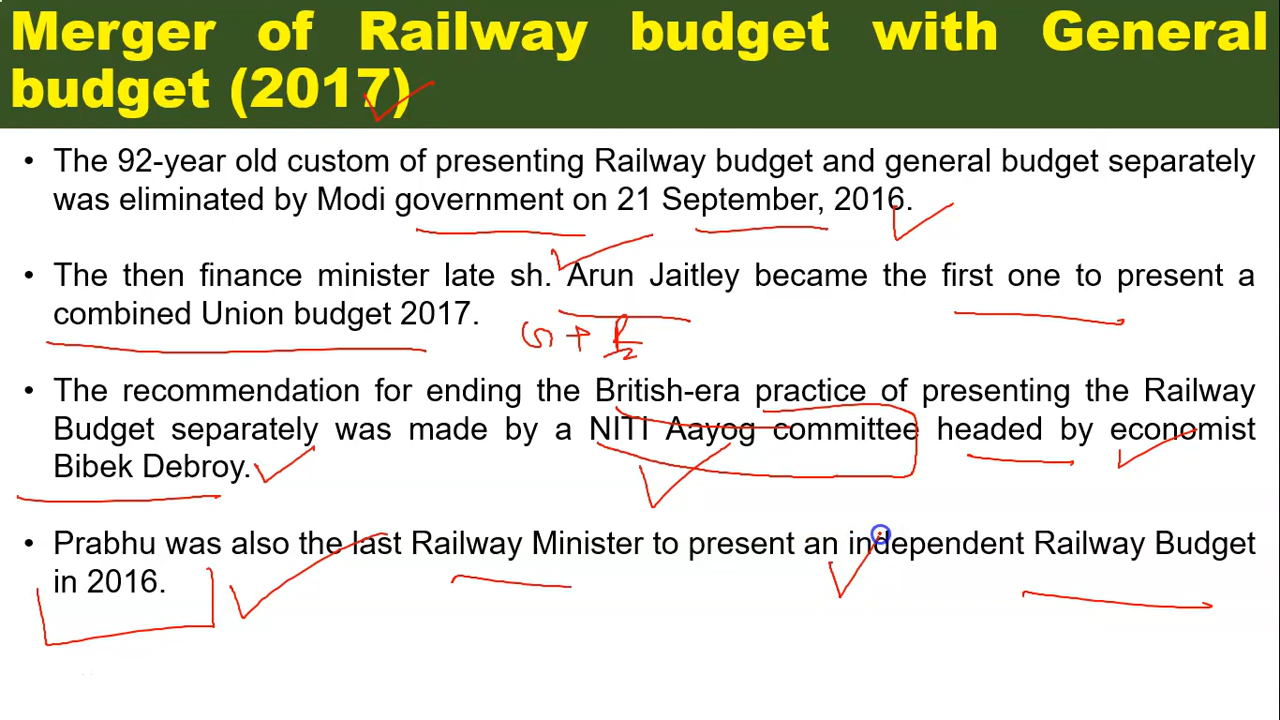 Merger of Railway budget with General
budget (2017)
• The 92-year old custom of presenting Railway budget and general budget separately
was eliminated by Modi government on 21 September, 2016.
• The then finance minister late sh. Arun Jaitley became the first one to present a
combined Union budget 2017.
• The recommendation for ending the British-era practice of presenting the Railway
Budget separately was made by a NITI Aayog committee headed by economist
Bibek Debroy.
• Prabhu was also the last Railway Minister to present an independent Railway Budget
in 2016.